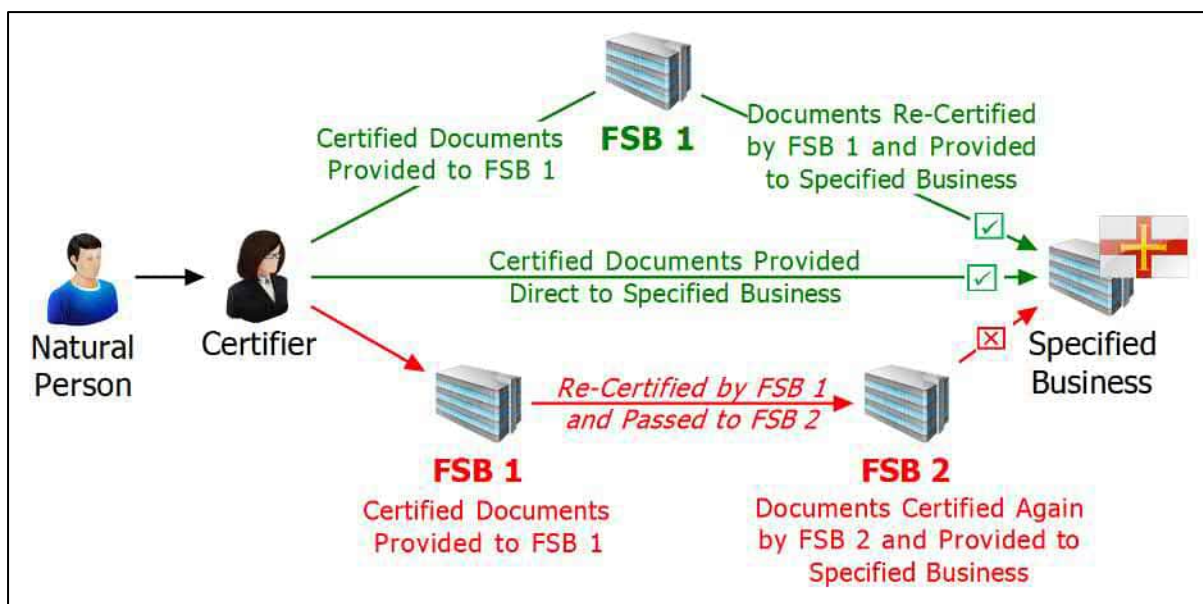 FSB 1
Certified Documents
Provided to FSB 1
Documents Re-Certified
by FSB 1 and Provided
to Specified Business
Certified Documents Provided
Direct to Specified Business
Natural
Person
Certifier
Specified
Business
Re-Certified by FSB 1
and Passed to FSB 2
FSB 1
Certified Documents
Provided to FSB 1
FSB 2
Documents Certified Again
by FSB 2 and Provided to
Specified Business